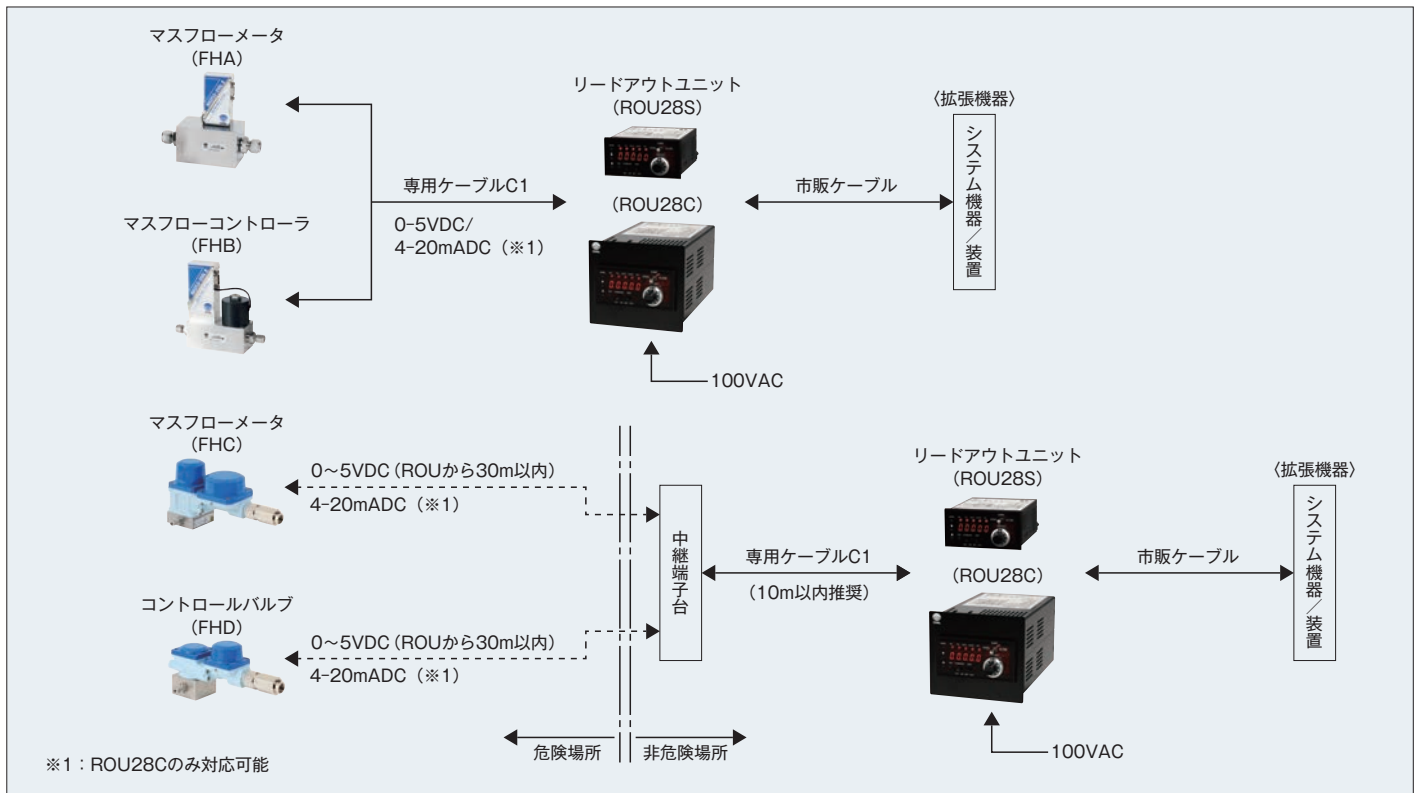 マスフローメータ
（FHA）
リードアウトユニット
（ROU28S）
〈拡張機器〉
システム機器／装置
専用ケーブルC1
市販ケーブル
（ROU28C）
0-5VDC/
4-20mADC（※1）
マスフローコントローラ
（FHB）
100VAC
マスフローメータ
（FHC）
0～5VDC（ROUから30m以内）
4-20mADC（※1）
リードアウトユニット
（ROU28S）
〈拡張機器〉
システム機器／装置
中継端子台
専用ケーブルC1
（10m以内推奨）
（ROU28C）
市販ケーブル
コントロールバルブ
（FHD）
0～5VDC（ROUから30m以内）
4-20mADC（※1）
危険場所
非危険場所
100VAC
※1：ROU28Cのみ対応可能